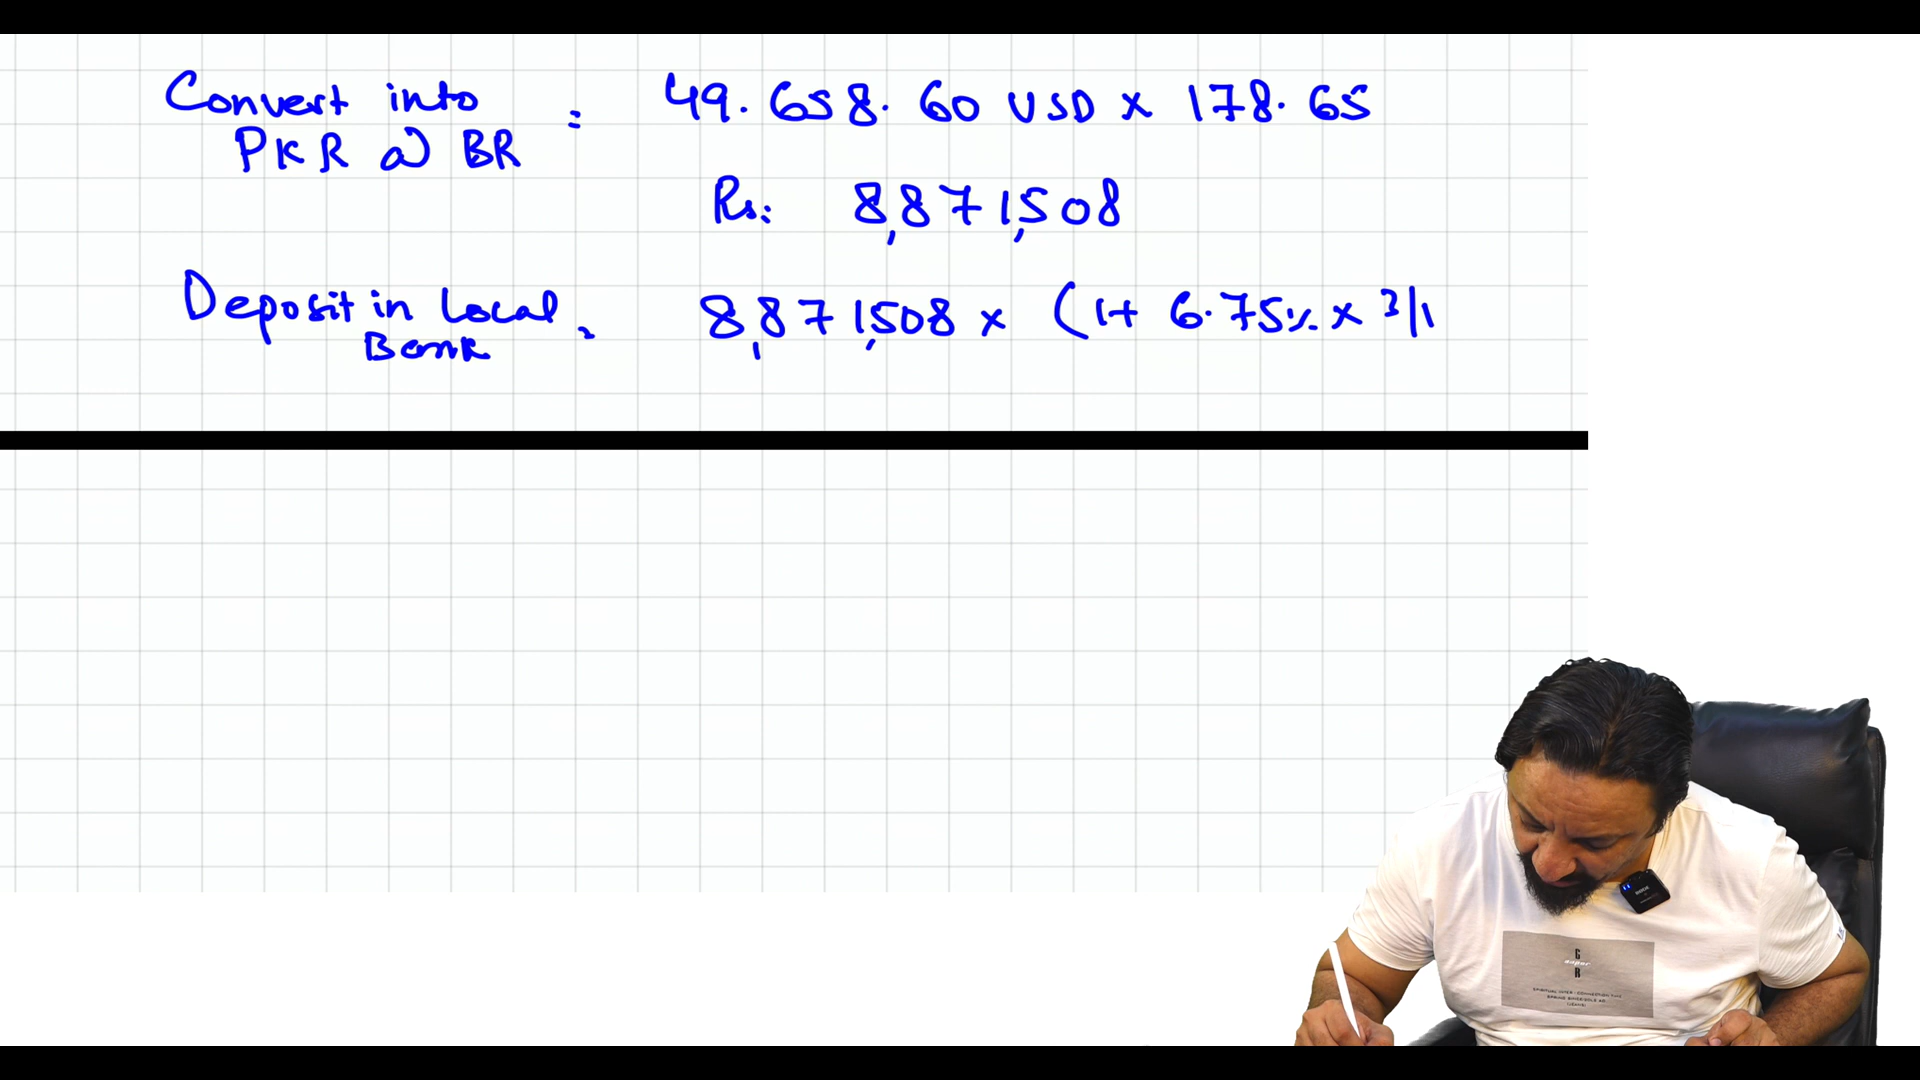 Convert into = 49.658.60 USD x 178.65
PKR @ BR
Rs: 8,871,508
Deposit in Local = 8,871,508 x (1+ 6.75% x 3/1
Bank
G
R